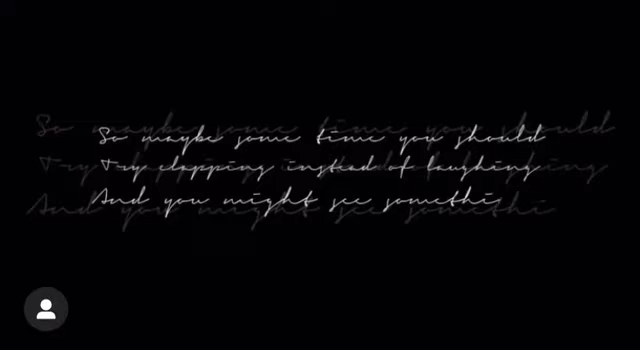 So maybe some time you should
Try clapping instead of laughing
And you might see somethi